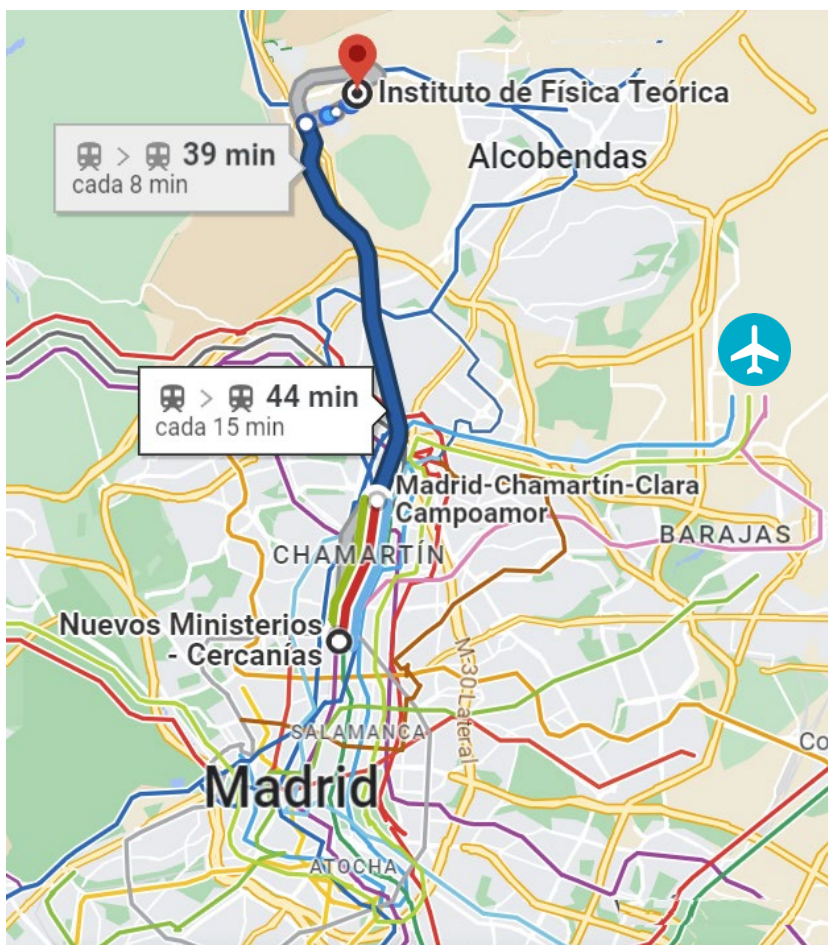 Instituto de Física Teórica
> 39 min
cada 8 min
Alcobendas
> 44 min
cada 15 min
Madrid-Chamartín-Clara
Campoamor
BARAJAS
CHAMARTÍN
Nuevos Ministerios
- Cercanías
M-30 Lateral
SALAMANCA
Co
Madrid
ATOCHA